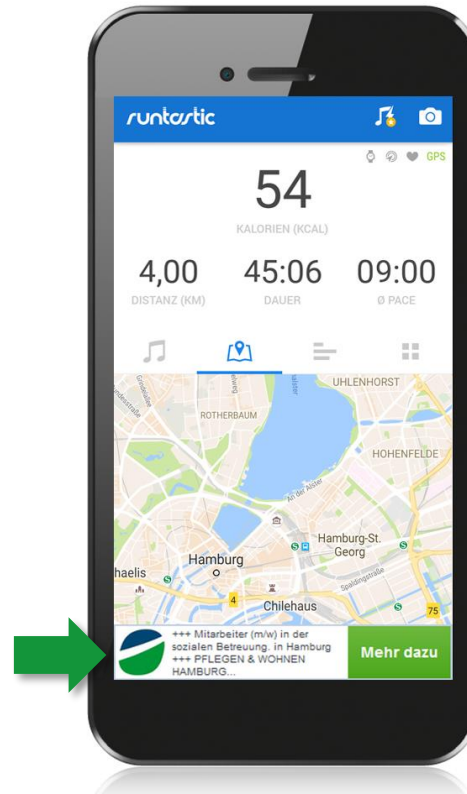 runtastic
GPS
54
KALORIEN (KCAL)
4,00 45:06 09:00
DISTANZ (KM) DAUER Ø PACE
UHLENHORST
ROTHERBAUM
HOHENFELDE
An der Alster
Hamburg-St.
Georg
Hamburg
haelis
Spaldingstraße
4
Chilehaus
75
+++ Mitarbeiter (m/w) in der
sozialen Betreuung. in Hamburg
+++ PFLEGEN & WOHNEN
HAMBURG...
Mehr dazu